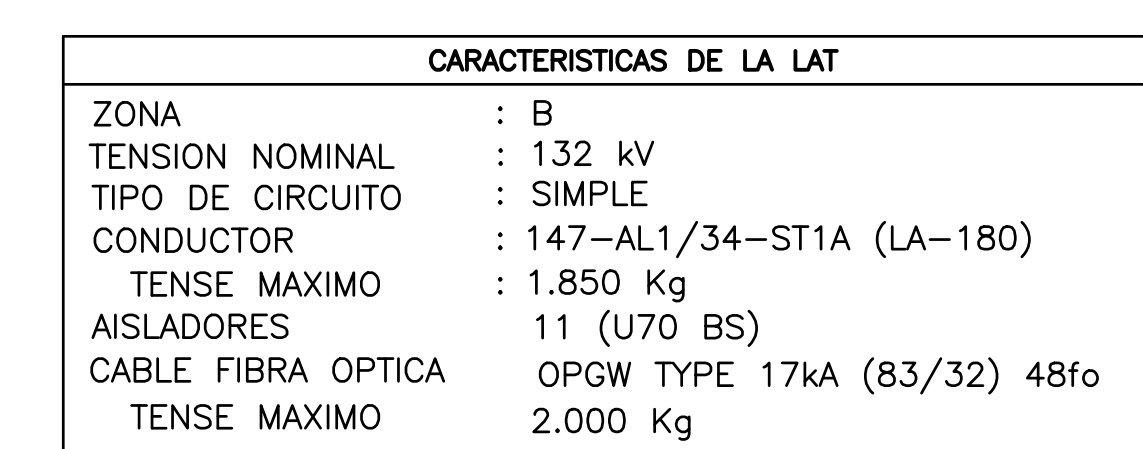 CARACTERISTICAS DE LA LAT
ZONA : B
TENSION NOMINAL : 132 kV
TIPO DE CIRCUITO : SIMPLE
CONDUCTOR : 147-AL1/34-ST1A (LA-180)
TENSE MAXIMO : 1.850 Kg
AISLADORES 11 (U70 BS)
CABLE FIBRA OPTICA OPGW TYPE 17kA (83/32) 48fo
TENSE MAXIMO 2.000 Kg